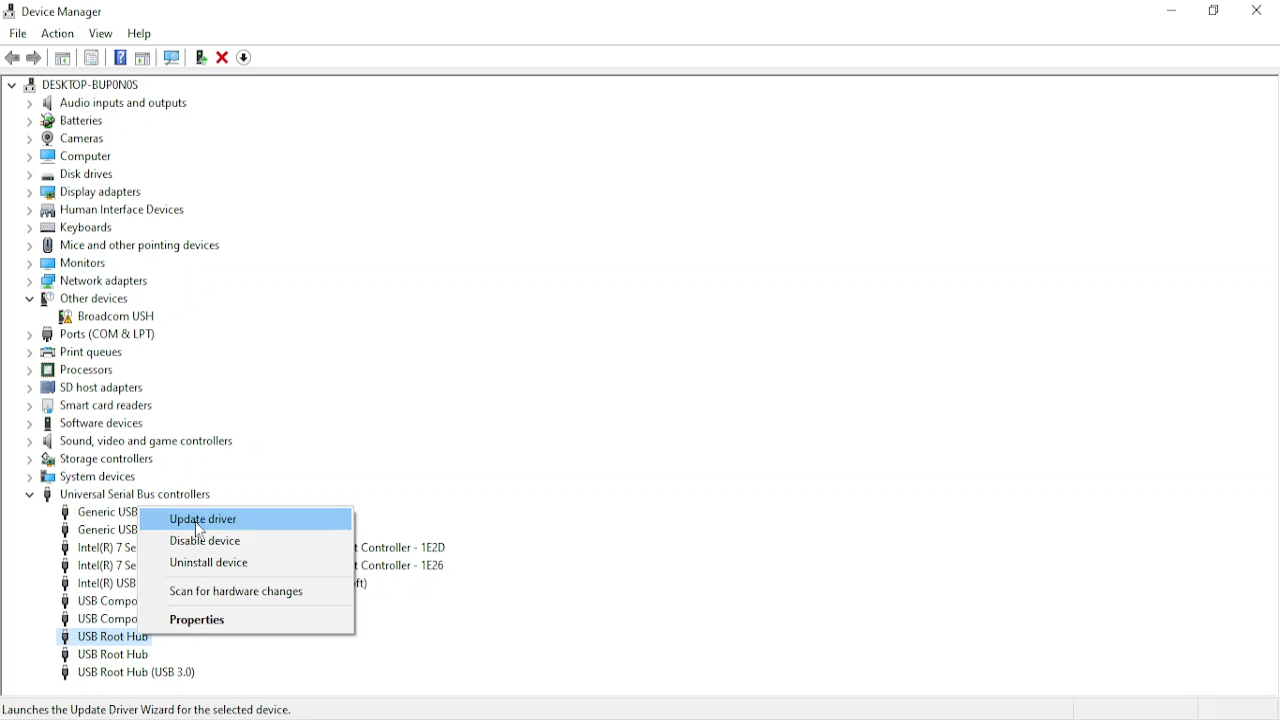 Device Manager
File Action View Help
DESKTOP-BUP0N0S
Audio inputs and outputs
Batteries
Cameras
Computer
Disk drives
Display adapters
Human Interface Devices
Keyboards
Mice and other pointing devices
Monitors
Network adapters
Other devices
Broadcom USH
Ports (COM & LPT)
Print queues
Processors
SD host adapters
Smart card readers
Software devices
Sound, video and game controllers
Storage controllers
System devices
Universal Serial Bus controllers
Generic USB
Update driver
Generic USB
Disable device
Intel(R) 7 Se t Controller - 1E2D
Uninstall device
Intel(R) 7 Se t Controller - 1E26
Intel(R) USB ft)
Scan for hardware changes
USB Compo
USB Compo
Properties
USB Root Hub
USB Root Hub
USB Root Hub (USB 3.0)
Launches the Update Driver Wizard for the selected device.